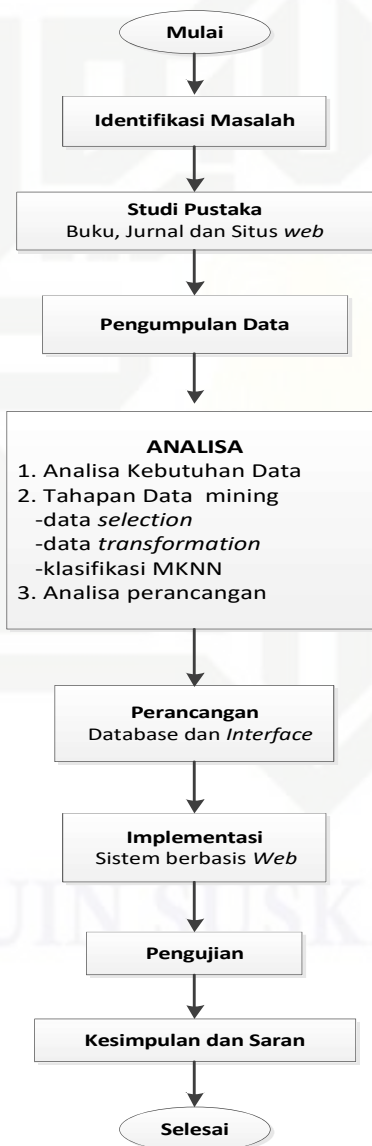 Mulai
Identifikasi Masalah
Studi Pustaka
Buku, Jurnal dan Situs web
Pengumpulan Data
ANALISA
1. Analisa Kebutuhan Data
2. Tahapan Data mining
-data selection
-data transformation
-klasifikasi MKNN
3. Analisa perancangan
Perancangan
Database dan Interface
Implementasi
Sistem berbasis Web
UIN SUSK
Pengujian
Kesimpulan dan Saran
Selesai